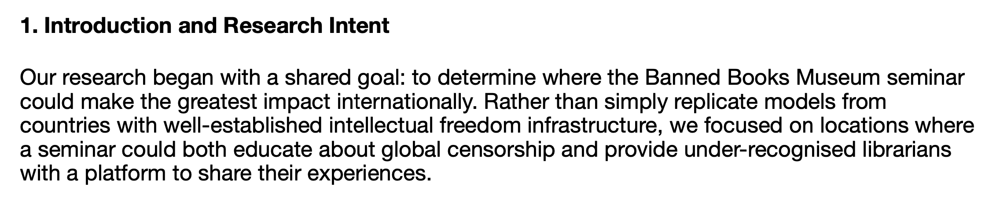 1. Introduction and Research Intent
Our research began with a shared goal: to determine where the Banned Books Museum seminar
could make the greatest impact internationally. Rather than simply replicate models from
countries with well-established intellectual freedom infrastructure, we focused on locations where
a seminar could both educate about global censorship and provide under-recognised librarians
with a platform to share their experiences.